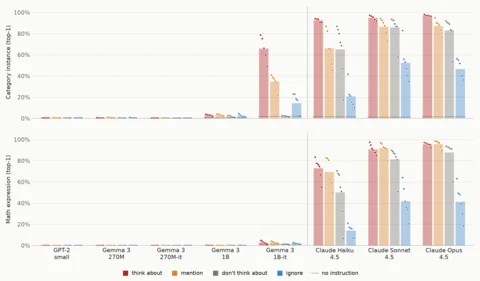 Category instance (top-1)
100%
80%
60%
40%
20%
0%
Math expression (top-1)
100%
80%
60%
40%
20%
0%
GPT-2
small
Gemma 3
270M
Gemma 3
270M-it
Gemma 3
1B
Gemma 3
1B-it
Claude Haiku
4.5
Claude Sonnet
4.5
Claude Opus
4.5
think about
mention
don't think about
ignore
no instruction